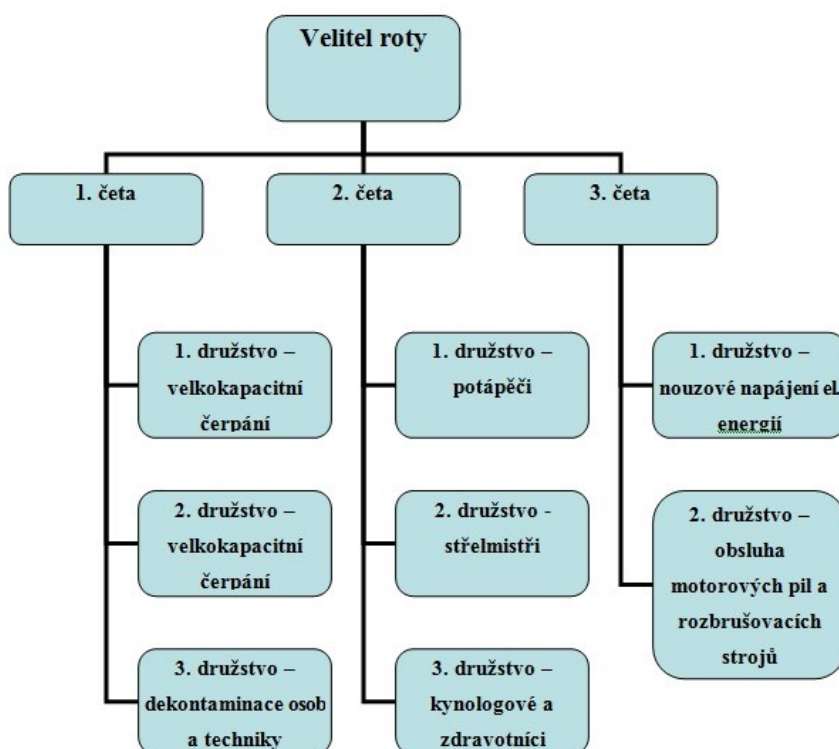 Velitel roty
1. četa
2. četa
3. četa
1. družstvo –
velkokapacitní
čerpání
2. družstvo –
velkokapacitní
čerpání
3. družstvo –
dekontaminace osob
a techniky
1. družstvo –
potápěči
2. družstvo -
střelmistři
3. družstvo –
kynologové a
zdravotníci
1. družstvo –
nouzové napájení el.
energií
2. družstvo –
obsluha
motorových pil a
rozbrušovacích
strojů